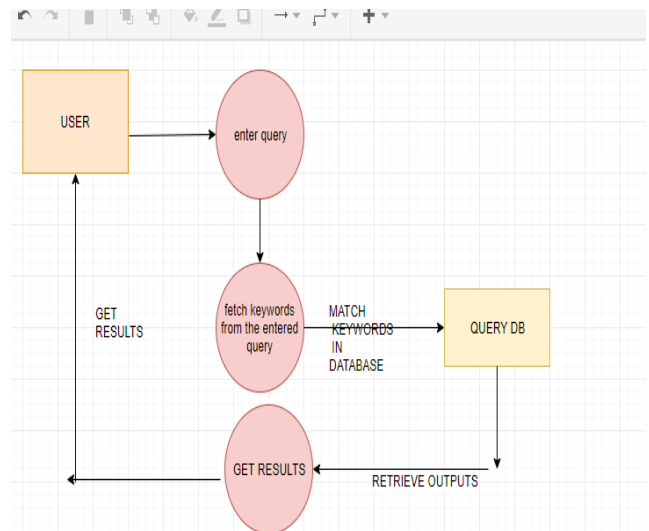 USER
enter query
fetch keywords
from the entered
query
MATCH
KEYWORDS
IN
DATABASE
QUERY DB
GET
RESULTS
GET RESULTS
RETRIEVE OUTPUTS